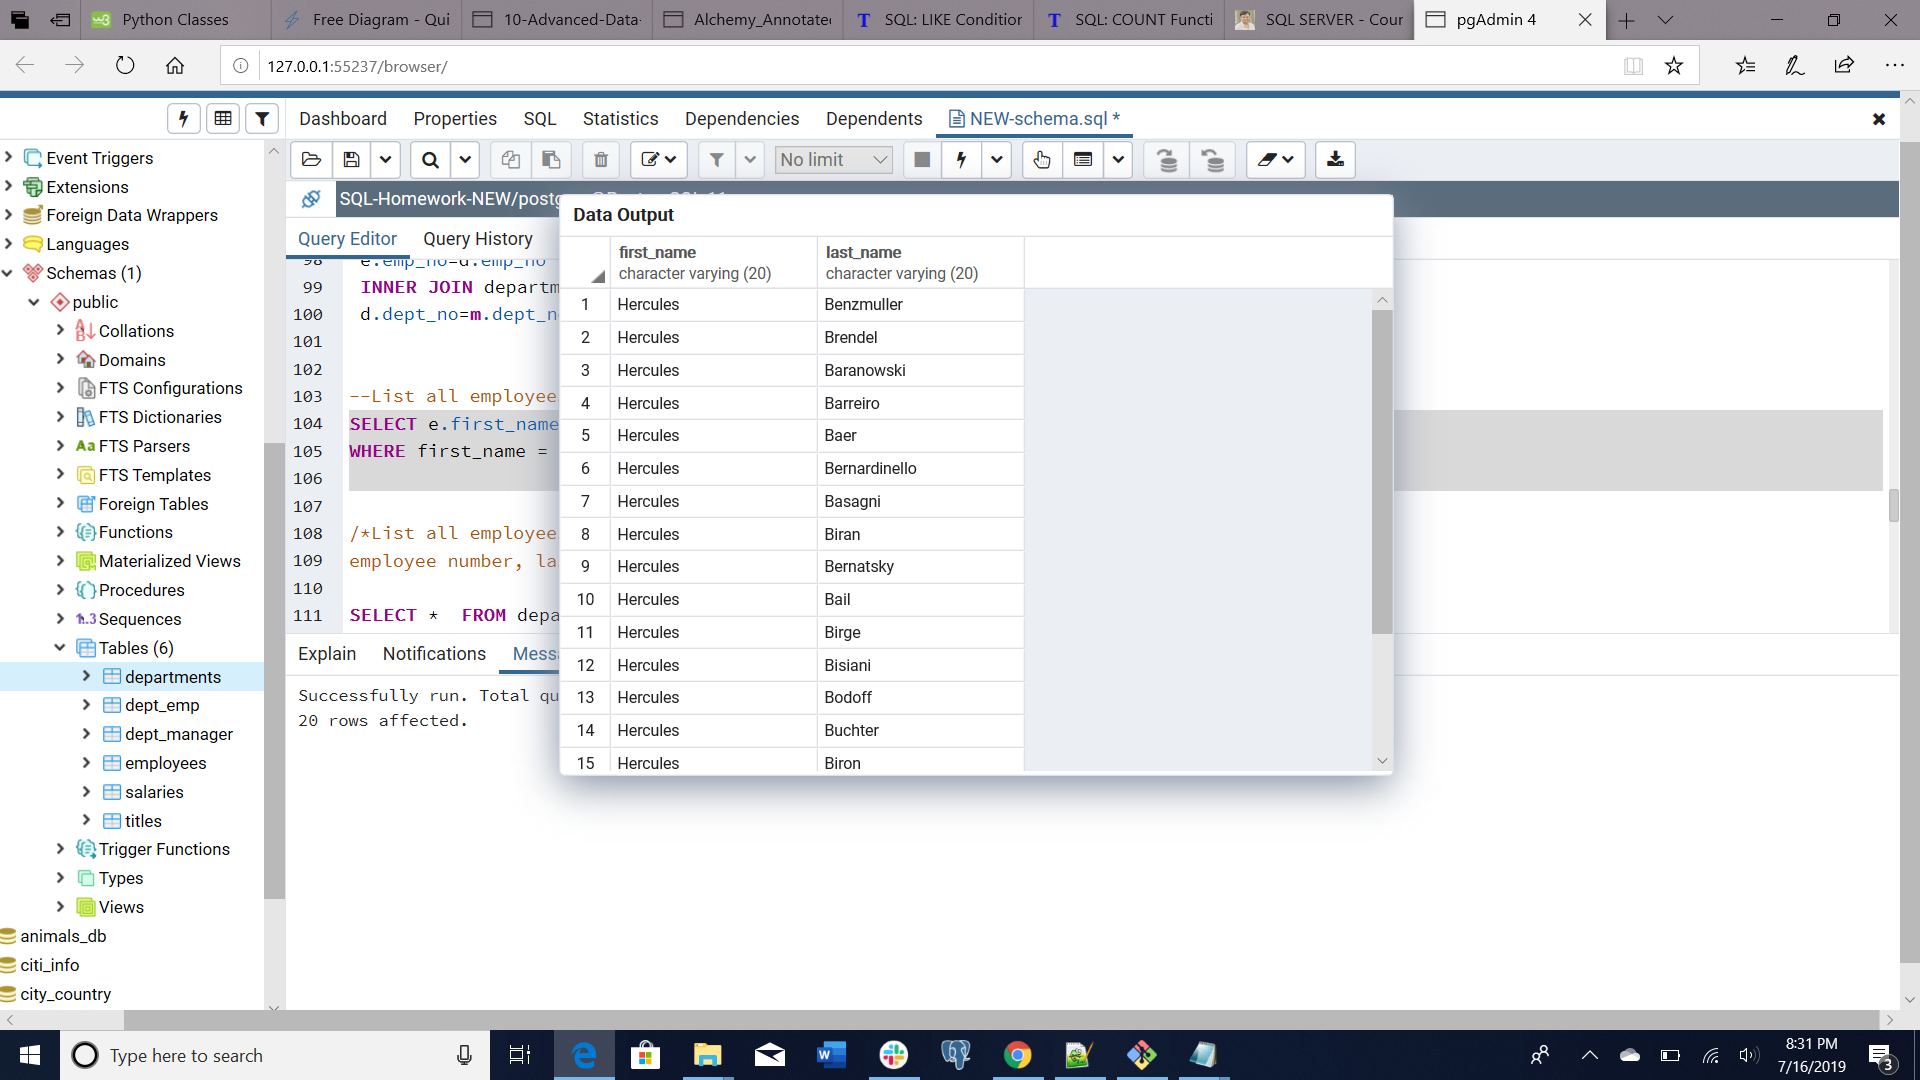 Python Classes
Free Diagram - Qui
10-Advanced-Data-
Alchemy_Annotated
SQL: LIKE Condition
SQL: COUNT Functi
SQL SERVER - Cour
pgAdmin 4
127.0.0.1:55237/browser/
Dashboard Properties SQL Statistics Dependencies Dependents NEW-schema.sql *
No limit
SQL-Homework-NEW/postg
Query Editor Query History
Event Triggers
Extensions
Foreign Data Wrappers
Languages
Schemas (1)
public
Collations
Domains
FTS Configurations
FTS Dictionaries
FTS Parsers
FTS Templates
Foreign Tables
Functions
Materialized Views
Procedures
Sequences
Tables (6)
departments
dept_emp
dept_manager
employees
salaries
titles
Trigger Functions
Types
Views
animals_db
citi_info
city_country
98 e.emp_no=d.emp_no
99 INNER JOIN departm
100 d.dept_no=m.dept_n
101
102
103 --List all employee
104 SELECT e.first_name
105 WHERE first_name =
106
107
108 /*List all employee
109 employee number, la
110
111 SELECT * FROM depa
Explain Notifications Mess
Successfully run. Total qu
20 rows affected.
Data Output
first_name last_name
character varying (20) character varying (20)
1 Hercules Benzmuller
2 Hercules Brendel
3 Hercules Baranowski
4 Hercules Barreiro
5 Hercules Baer
6 Hercules Bernardinello
7 Hercules Basagni
8 Hercules Biran
9 Hercules Bernatsky
10 Hercules Bail
11 Hercules Birge
12 Hercules Bisiani
13 Hercules Bodoff
14 Hercules Buchter
15 Hercules Biron
Type here to search
8:31 PM
7/16/2019
3